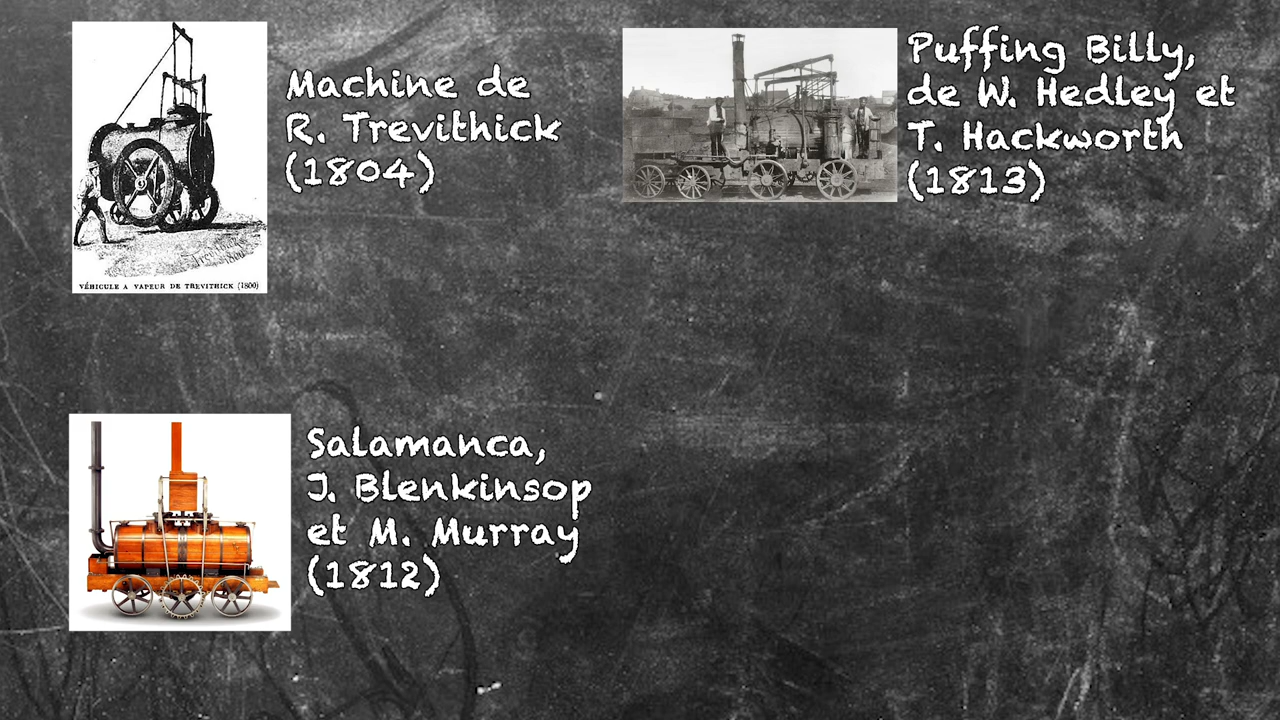 Machine de
R. Trevithick
(1804)
VÉHICULE A VAPEUR DE TREVITHICK (1800)
Puffing Billy,
de W. Hedley et
T. Hackworth
(1813)
Salamanca,
J. Blenkinsop
et M. Murray
(1812)